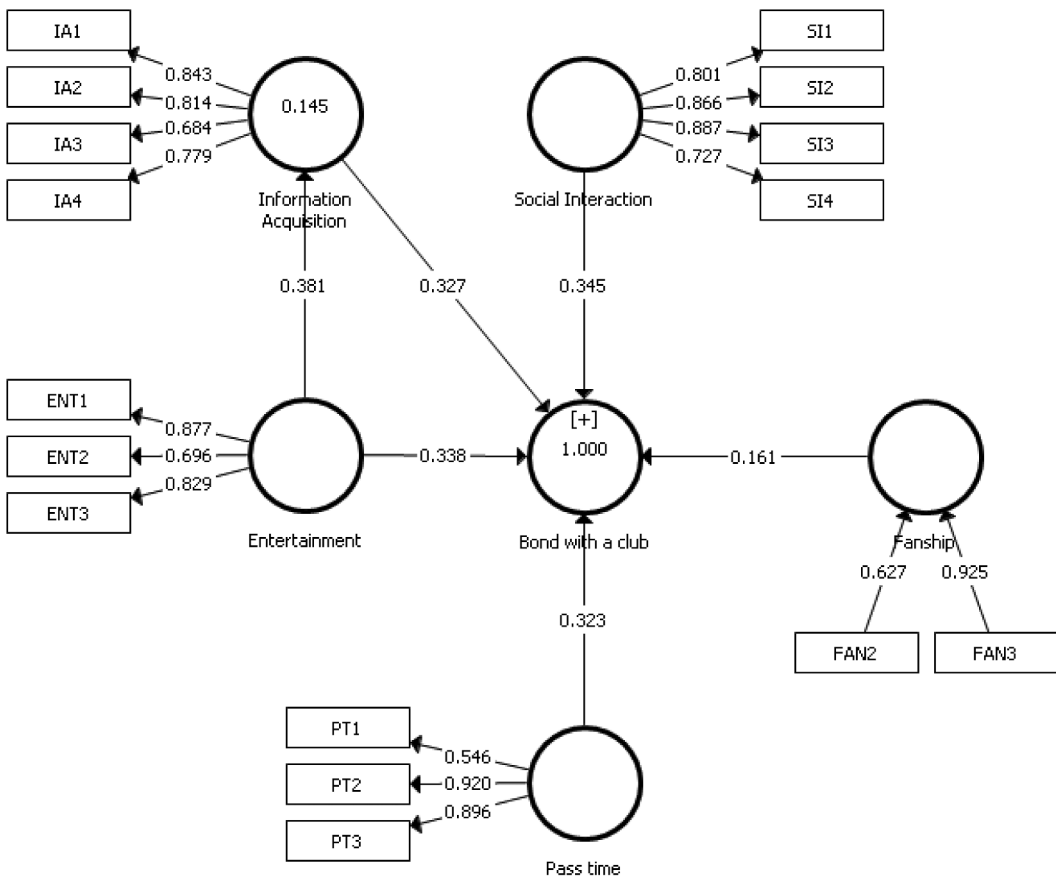 IA1
0.843
IA2
0.814
IA3
0.684
IA4
0.779
0.145
Information
Acquisition
SI1
0.801
SI2
0.866
SI3
0.887
SI4
0.727
Social Interaction
0.381
0.327
0.345
ENT1
0.877
ENT2
0.696
ENT3
0.829
Entertainment
0.338
[+]
1.000
Bond with a club
0.161
Fanship
0.627
0.925
FAN2
FAN3
0.323
PT1
0.546
PT2
0.920
PT3
0.896
Pass time